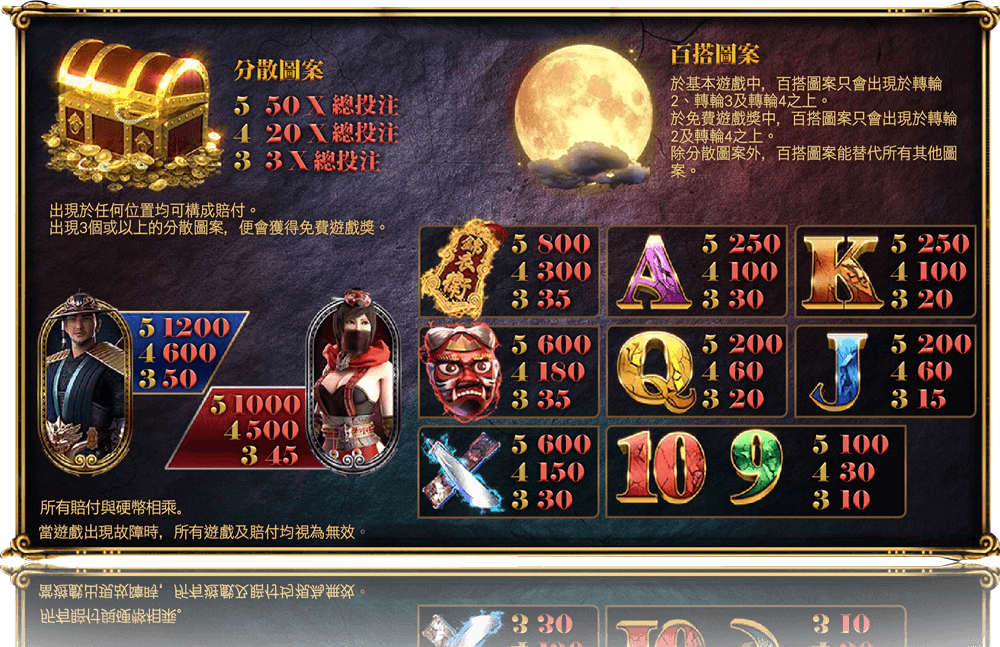 分散圖案
5 50 X 總投注
4 20 X 總投注
3 3 X 總投注
出現於任何位置均可構成賠付。
出現3個或以上的分散圖案，便會獲得免費遊戲獎。
百搭圖案
於基本遊戲中，百搭圖案只會出現於轉輪
2、轉輪3及轉輪4之上。
於免費遊戲獎中，百搭圖案只會出現於轉輪
2及轉輪4之上。
除分散圖案外，百搭圖案能替代所有其他圖
案。
5 1200
4 600
3 50
5 1000
4 500
3 45
錦衣衛
5 800
4 300
3 35
A
5 250
4 100
3 30
K
5 250
4 100
3 20
5 600
4 180
3 35
Q
5 200
4 60
3 20
J
5 200
4 60
3 15
5 600
4 150
3 30
10 9
5 100
4 30
3 10
所有賠付與硬幣相乘。
當遊戲出現故障時，所有遊戲及賠付均視為無效。